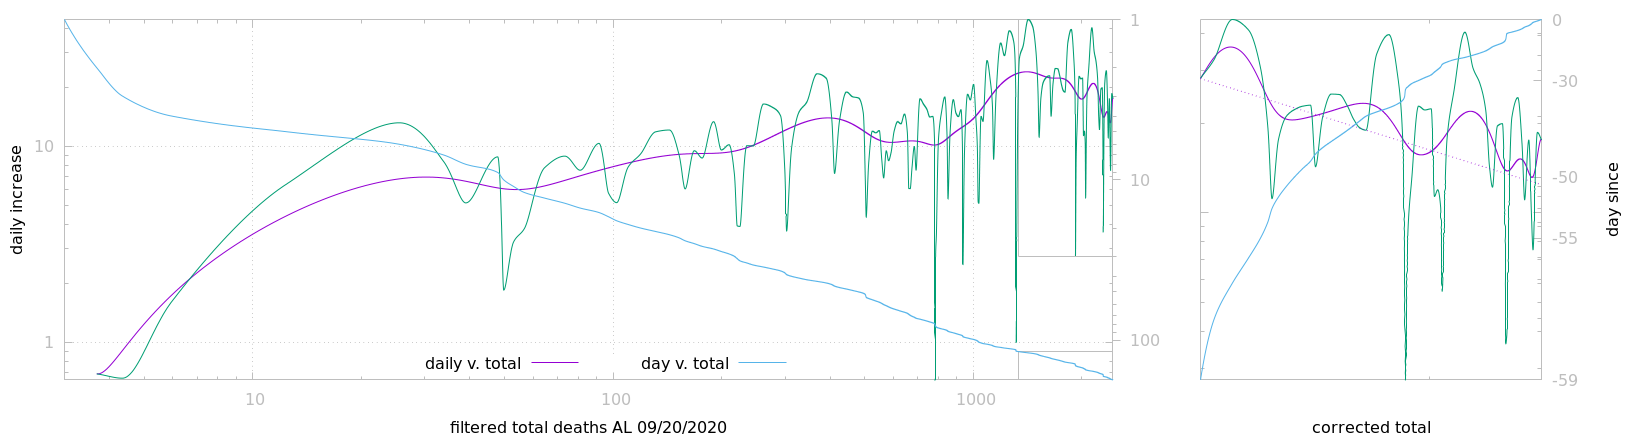 daily increase
10
1
10
100
1000
1
10
100
daily v. total
day v. total
filtered total deaths AL 09/20/2020
0
-30
-50
-55
-59
day since
corrected total